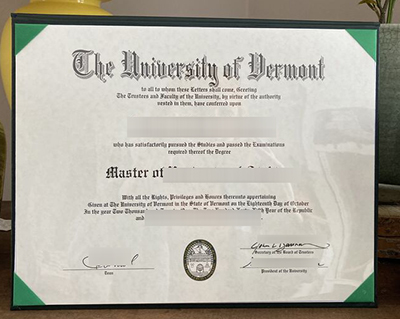 The University of Vermont
to all to whom these Letters shall come, Greeting
The Trustees and Faculty of the University, by virtue of the authority
vested in them, have conferred upon
who has satisfactorily pursued the Studies and passed the Examinations
required thereof the Degree
Master of
With all the Rights, Privileges and Honors thereunto appertaining
Given at The University of Vermont in the State of Vermont on the Eighteenth Day of October
In the year Two Thousand Year of the Republic
and
Secretary of the Board of Trustees
Dean
President of the University